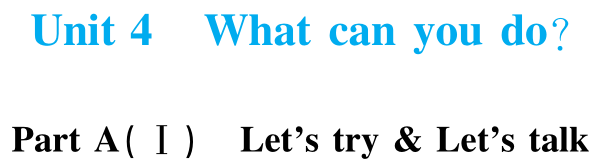 Unit 4 What can you do?
Part A(Ⅰ) Let's try & Let's talk